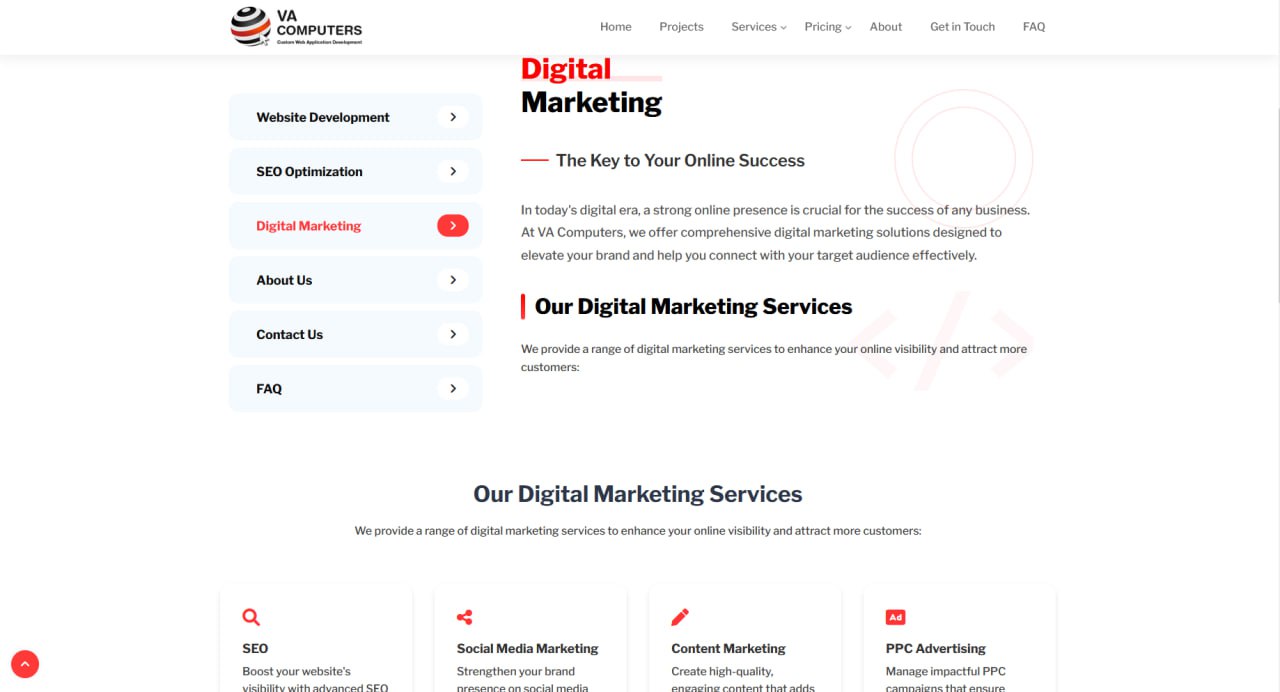 VA
COMPUTERS
Custom Web Application Development
Home Projects Services Pricing About Get in Touch FAQ
Website Development
SEO Optimization
Digital Marketing
About Us
Contact Us
FAQ
Digital
Marketing
The Key to Your Online Success
In today's digital era, a strong online presence is crucial for the success of any business.
At VA Computers, we offer comprehensive digital marketing solutions designed to
elevate your brand and help you connect with your target audience effectively.
Our Digital Marketing Services
We provide a range of digital marketing services to enhance your online visibility and attract more
customers:
Our Digital Marketing Services
We provide a range of digital marketing services to enhance your online visibility and attract more customers:
SEO
Boost your website's
visibility with advanced SEO
Social Media Marketing
Strengthen your brand
presence on social media
Content Marketing
Create high-quality,
engaging content that adds
Ad
PPC Advertising
Manage impactful PPC
campaigns that ensure